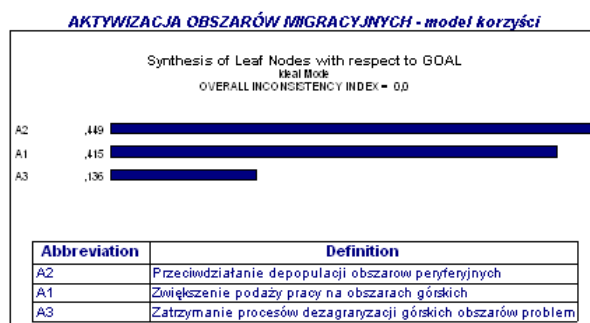 AKTYWIZACJA OBSZARÓW MIGRACYJNYCH - model korzyści
Synthesis of Leaf Nodes with respect to GOAL
Ideal Mode
OVERALL INCONSISTENCY INDEX = 0,0
A2 ,449
A1 ,415
A3 ,136
Abbreviation Definition
A2 Przeciwdziałanie depopulacji obszarow peryferyjnych
A1 Zwiększenie podaży pracy na obszarach górskich
A3 Zatrzymanie procesów dezagraryzacji górskich obszarów problem